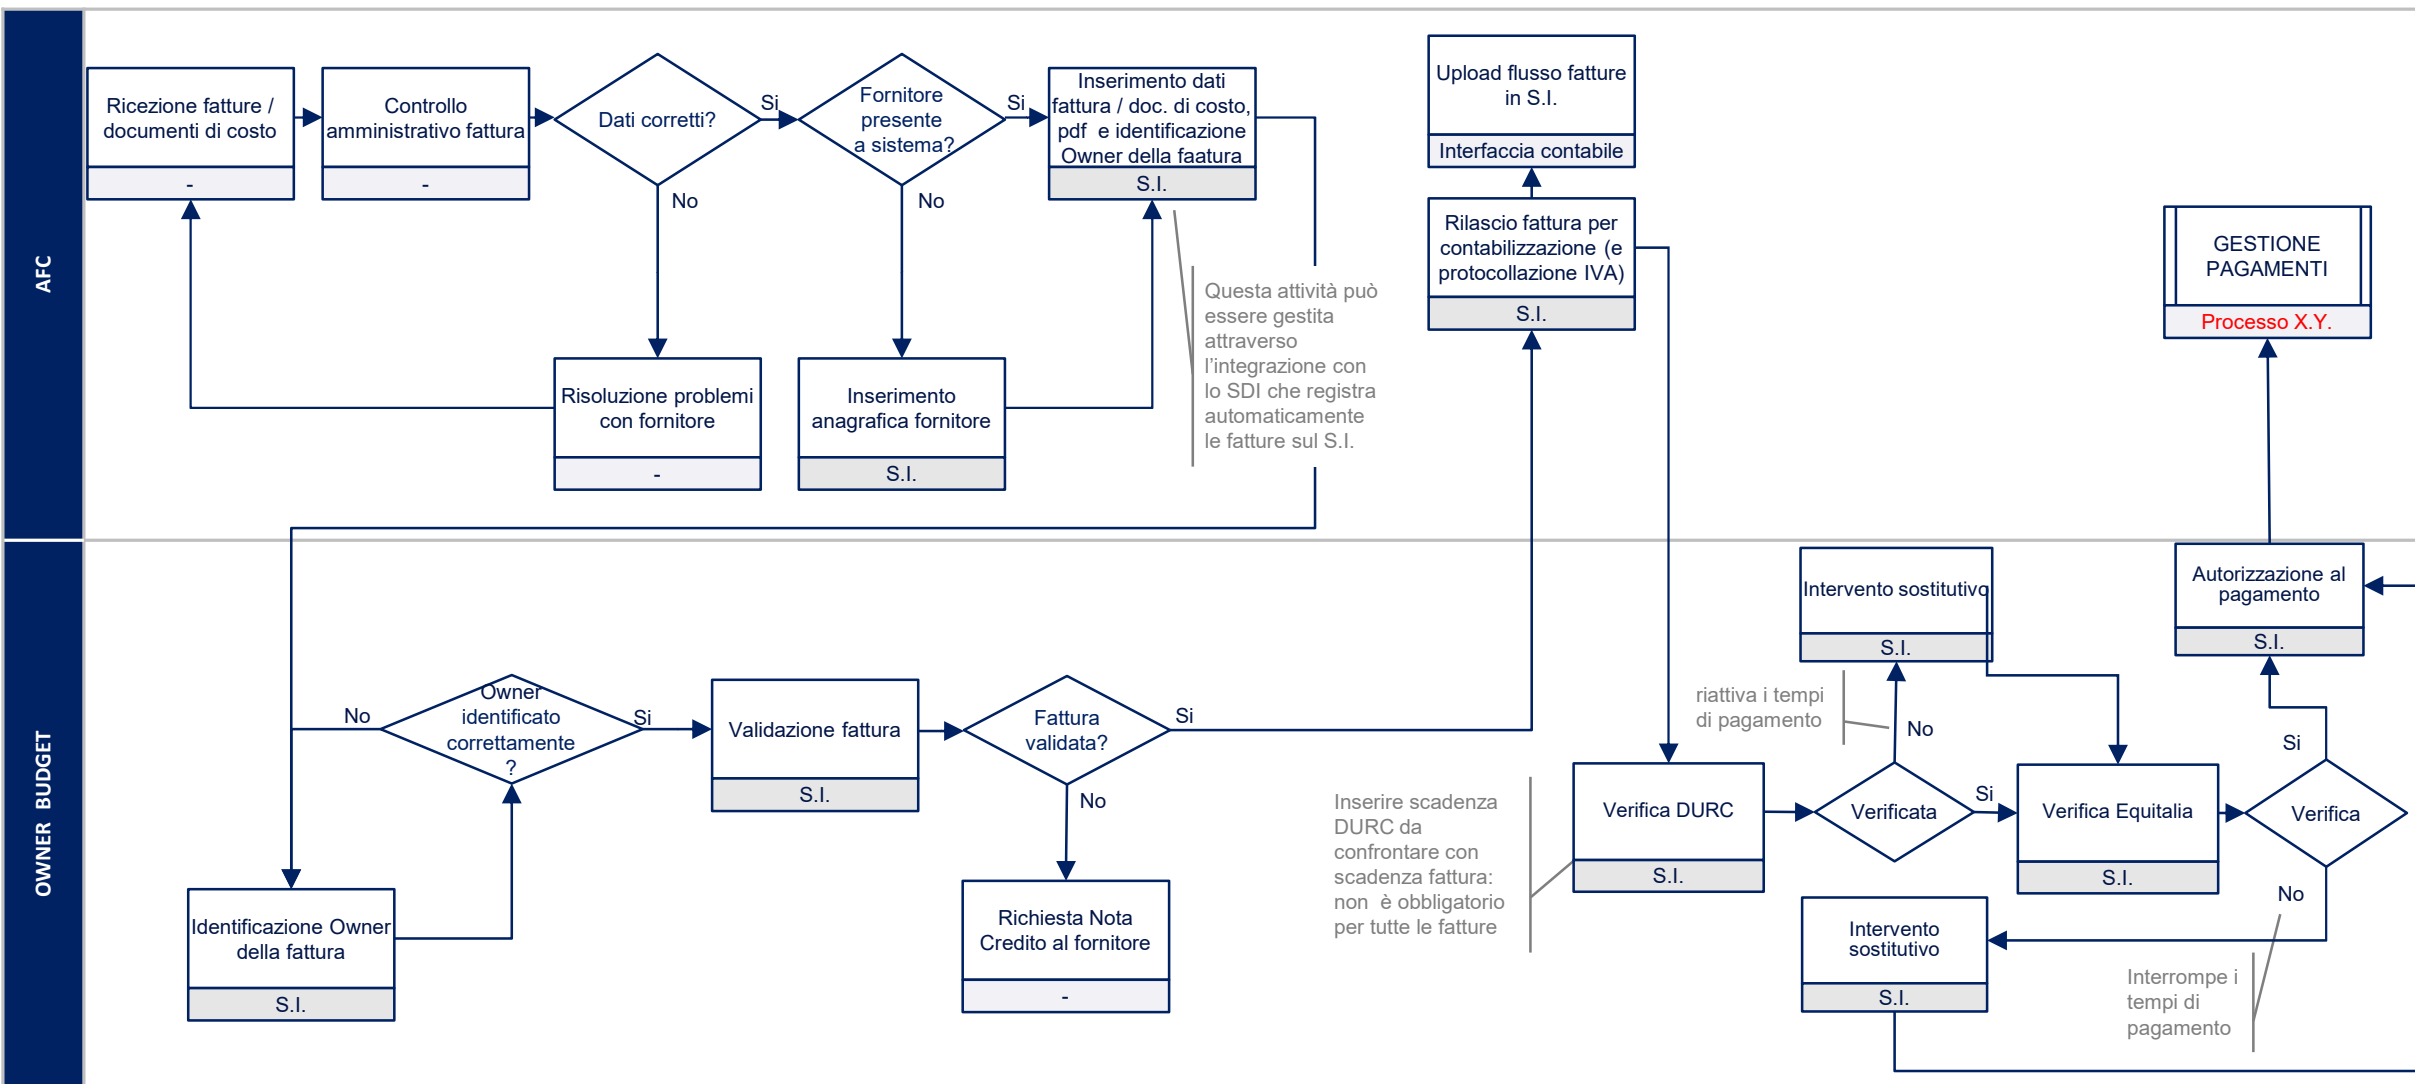 AFC
Ricezione fatture /
documenti di costo
-
Controllo
amministrativo fattura
-
Dati corretti?
Si
No
Fornitore
presente
a sistema?
Si
No
Inserimento dati
fattura / doc. di costo,
pdf  e identificazione
Owner della faatura
S.I.
Questa attività può
essere gestita
attraverso
l'integrazione con
lo SDI che registra
automaticamente
le fatture sul S.I.
Risoluzione problemi
con fornitore
-
Inserimento
anagrafica fornitore
S.I.
Upload flusso fatture
in S.I.
Interfaccia contabile
Rilascio fattura per
contabilizzazione (e
protocollazione IVA)
S.I.
GESTIONE
PAGAMENTI
Processo X.Y.
OWNER  BUDGET
Identificazione Owner
della fattura
S.I.
No
Owner
identificato
correttamente
?
Si
Validazione fattura
S.I.
Fattura
validata?
Si
No
Richiesta Nota
Credito al fornitore
-
Inserire scadenza
DURC da
confrontare con
scadenza fattura:
non  è obbligatorio
per tutte le fatture
Verifica DURC
S.I.
Verificata
Si
No
riattiva i tempi
di pagamento
Intervento sostitutivo
S.I.
Verifica Equitalia
S.I.
Verifica
Si
No
Autorizzazione al
pagamento
S.I.
Intervento
sostitutivo
S.I.
Interrompe i
tempi di
pagamento